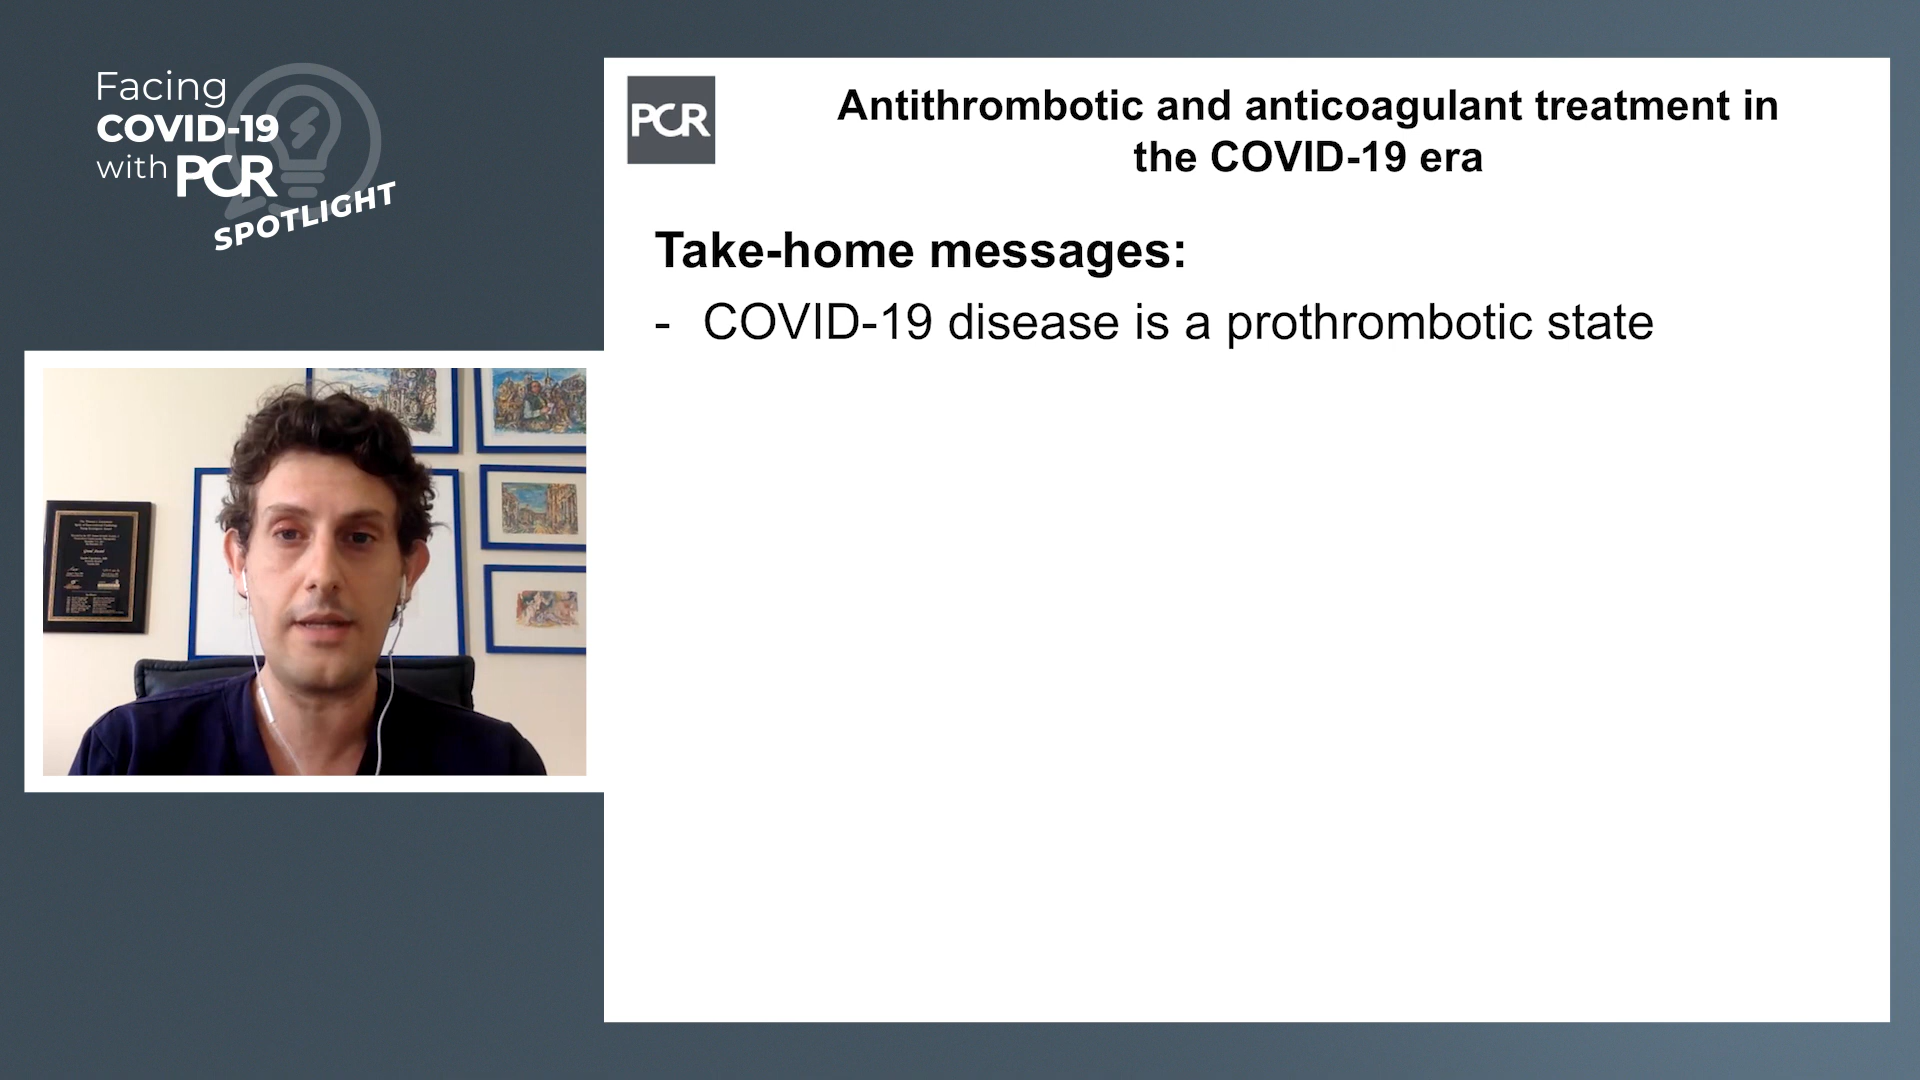 Facing
COVID-19
with PCR
SPOTLIGHT
PCR
Antithrombotic and anticoagulant treatment in
the COVID-19 era
Take-home messages:
- COVID-19 disease is a prothrombotic state